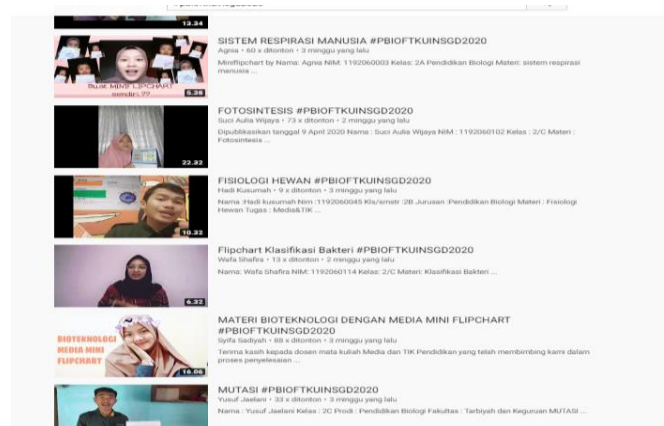 13.34
SISTEM RESPIRASI MANUSIA #PBIOFTKUINSGD2020
Agnia • 60 x ditonton • 3 minggu yang lalu
Miniflipchart by Nama: Agnia NIM: 1192060003 Kelas: 2A Pendidikan Biologi Materi: sistem respirasi
manusia ...
Buat MINI FLIPCHART
sendiri ??
5.38
FOTOSINTESIS #PBIOFTKUINSGD2020
Suci Aulia Wijaya • 73 x ditonton • 2 minggu yang lalu
Dipublikasikan tanggal 9 April 2020 Nama : Suci Aulia Wijaya NIM : 1192060102 Kelas : 2/C Materi :
Fotosintesis ...
22.32
FISIOLOGI HEWAN #PBIOFTKUINSGD2020
Hadi Kusumah • 9 x ditonton • 3 minggu yang lalu
Nama :Hadi kusumah Nim :1192060045 Kls/smstr :2B Jurusan :Pendidikan Biologi Materi : Fisiologi
Hewan Tugas : Media&TIK ...
10.32
Flipchart Klasifikasi Bakteri #PBIOFTKUINSGD2020
Wafa Shafira • 13 x ditonton • 2 minggu yang lalu
Nama: Wafa Shafira NIM: 1192060114 Kelas: 2/C Materi: Klasifikasi Bakteri ...
6.32
MATERI BIOTEKNOLOGI DENGAN MEDIA MINI FLIPCHART
#PBIOFTKUINSGD2020
Syifa Sadiyah • 88 x ditonton • 3 minggu yang lalu
Terima kasih kepada dosen mata kuliah Media dan TIK Pendidikan yang telah membimbing kami dalam
proses penyelesaian ...
BIOTEKNOLOGI
MEDIA MINI
FLIPCHART
16.06
MUTASI #PBIOFTKUINSGD2020
Yusuf Jaelani • 33 x ditonton • 3 minggu yang lalu
Nama : Yusuf Jaelani Kelas : 2C Prodi : Pendidikan Biologi Fakultas : Tarbiyah dan Keguruan MUTASI ...